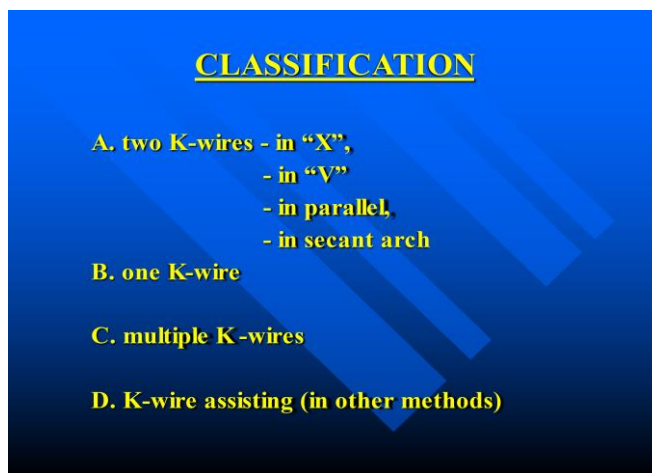 CLASSIFICATION
A. two K-wires - in “X”,
- in “V”
- in parallel,
- in secant arch
B. one K-wire
C. multiple K-wires
D. K-wire assisting (in other methods)